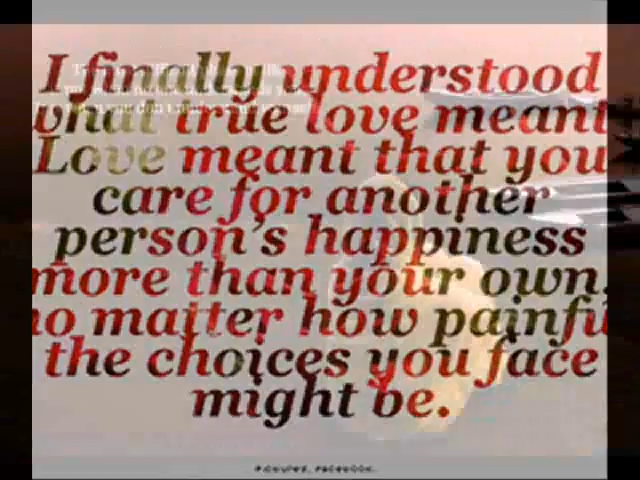 I finally understood
what true love meant
Love meant that you
care for another
person's happiness
more than your own.
no matter how painfu
the choices you face
might be.